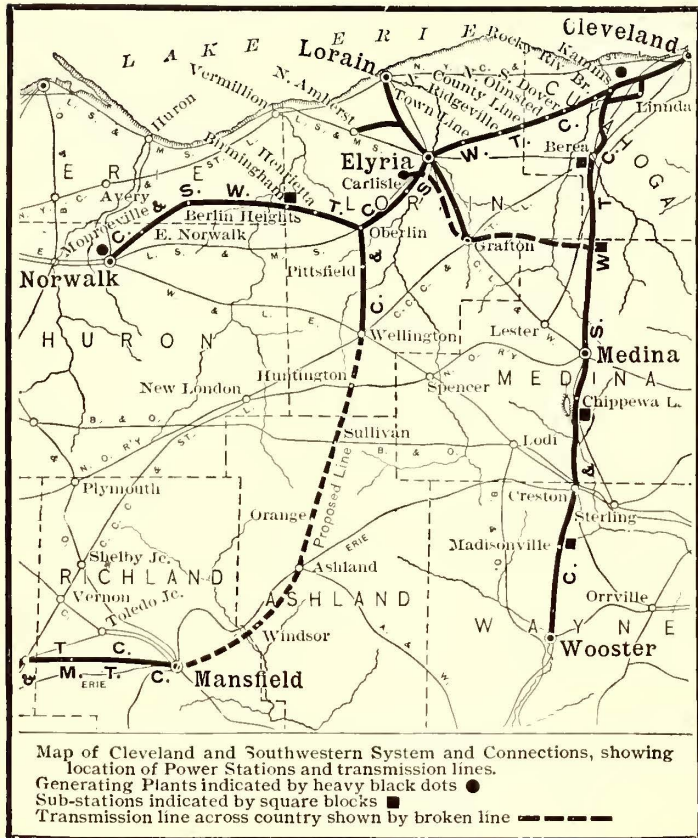 LAKE ERIE
Cleveland
Rocky Riv. Br.
Kamms
Lorain
N.Y.C. & ST. L.
S. Dover
N. Olmsted
County Line
N. Ridgeville
Town Line
CUYAHOGA
Linndale
Vermillion
N. Amherst
Huron
L. S. & M. S.
Birmingham
Henrietta
Elyria
Carlisle
Berea
ERIE
Avery
Monroeville
C. & S. W. T. C.
Berlin Heights
LORAIN
E. Norwalk
Oberlin
Grafton
Norwalk
L. S. & M. S.
Pittsfield
W. & L. E.
C. C. C. &
C. L. & W.
Wellington
Lester
HURON
Medina
Huntington
N. O. RY
Spencer
MEDINA
New London
Chippewa L.
B. & O.
Sullivan
Lodi
B. & O.
Plymouth
Proposed Line
Creston
Sterling
Orange
Madisonville
Shelby Jc.
ERIE
Ashland
RICHLAND
Vernon
ASHLAND
Orrville
Toledo Jc.
Windsor
WAYNE
Wooster
T. C.
M. T. C.
ERIE
Mansfield
Map of Cleveland and Southwestern System and Connections, showing
location of Power Stations and transmission lines.
Generating Plants indicated by heavy black dots
Sub-stations indicated by square blocks
Transmission line across country shown by broken line